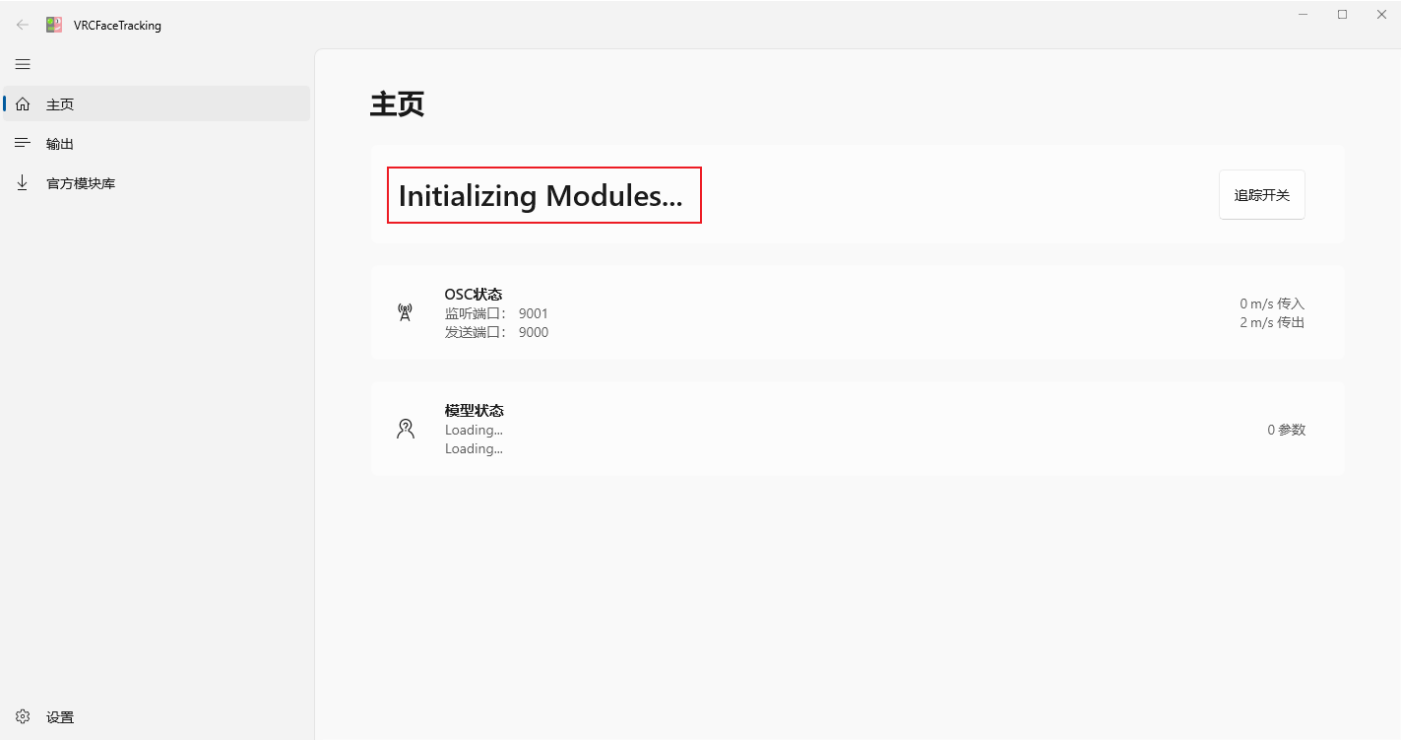 VRCFaceTracking
主页
输出
官方模块库
设置
主页
Initializing Modules...
追踪开关
OSC状态
监听端口： 9001
发送端口： 9000
0 m/s 传入
2 m/s 传出
模型状态
Loading...
Loading...
0 参数